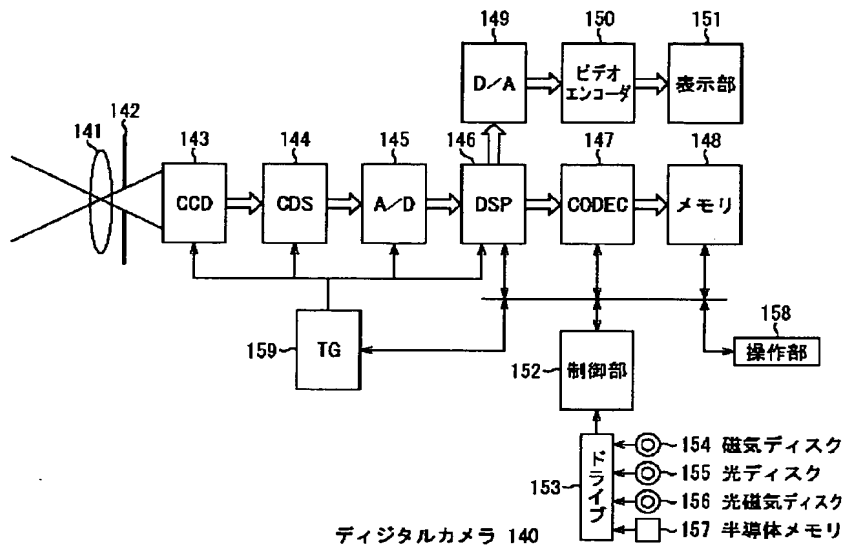 149
150
151
D/A
ビデオ
エンコーダ
表示部
142
141
143
144
145
146
147
148
CCD
CDS
A/D
DSP
CODEC
メモリ
159
TG
158
操作部
152
制御部
153
ドライブ
154 磁気ディスク
155 光ディスク
156 光磁気ディスク
157 半導体メモリ
ディジタルカメラ 140